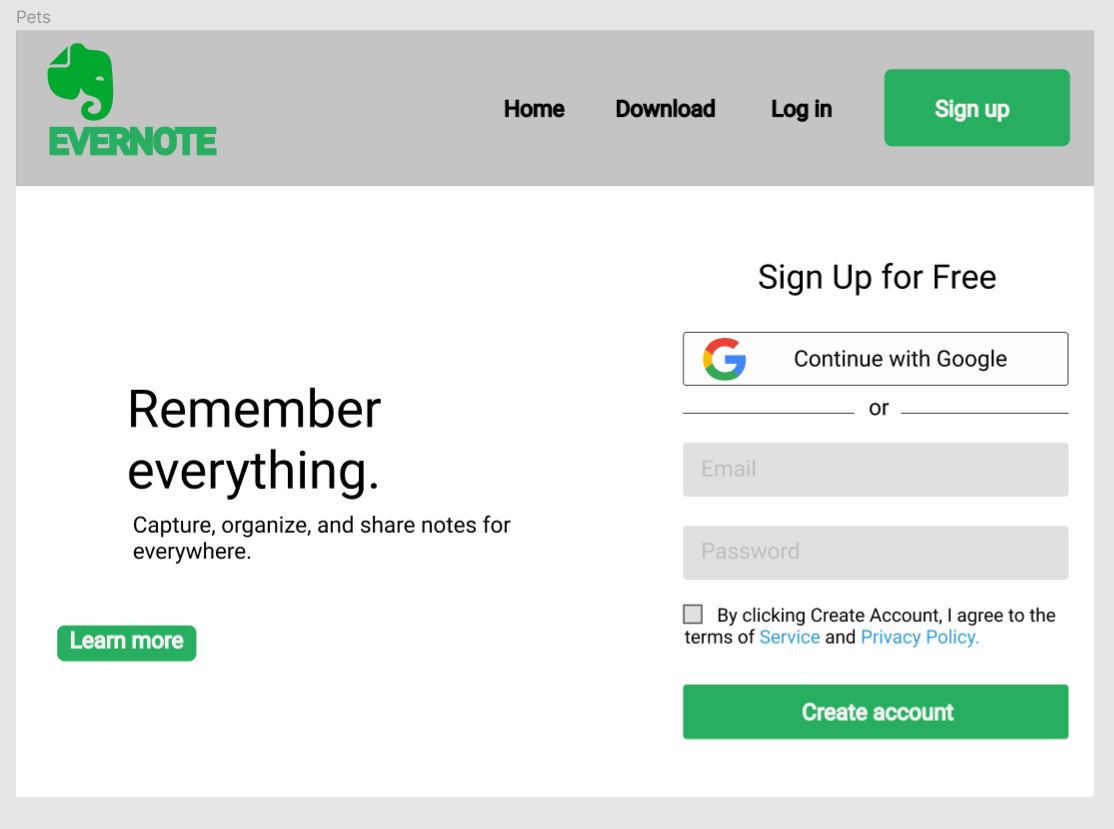 Pets
EVERNOTE
Home Download Log in Sign up
Remember
everything.
Capture, organize, and share notes for
everywhere.
Learn more
Sign Up for Free
Continue with Google
or
Email
Password
By clicking Create Account, I agree to the
terms of Service and Privacy Policy.
Create account